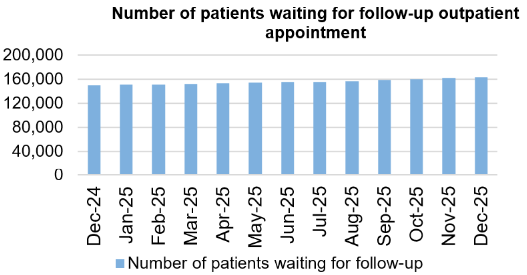 Number of patients waiting for follow-up outpatient
appointment
200,000
160,000
120,000
80,000
40,000
0
Dec-24
Jan-25
Feb-25
Mar-25
Apr-25
May-25
Jun-25
Jul-25
Aug-25
Sep-25
Oct-25
Nov-25
Dec-25
Number of patients waiting for follow-up